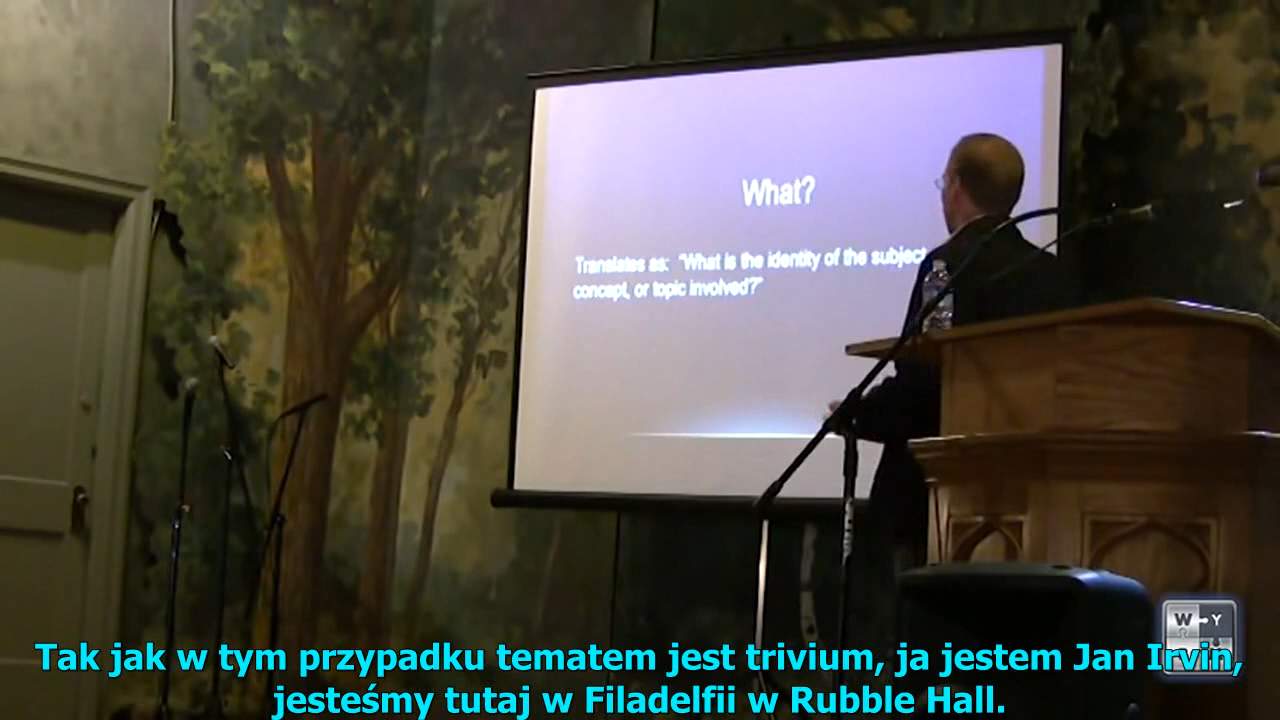 What?
Translates as: "What is the identity of the subject
concept, or topic involved?"
W Y
Tak jak w tym przypadku tematem jest trivium, ja jestem Jan Irvin,
jesteśmy tutaj w Filadelfii w Rubble Hall.